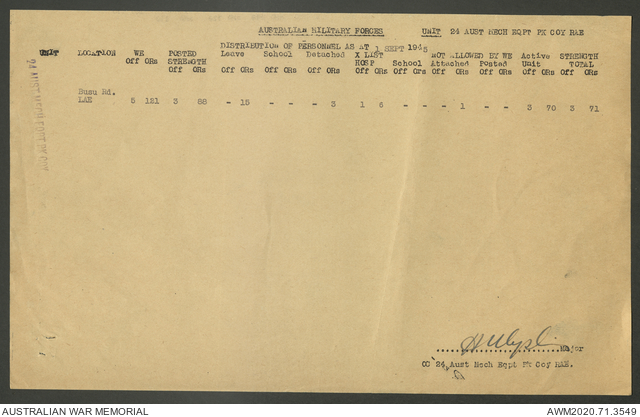 AUSTRALIAN MILITARY FORCES UNIT 24 AUST MECH EQPT PK COY RAE
DISTRIBUTION OF PERSONNEL AS AT 1 SEPT 1945
UNIT LOCATION WE POSTED Leave School Detached X LIST NOT ALLOWED BY WE Active STRENGTH
Off ORs STRENGTH HOSP School Attached Posted Unit TOTAL
Off ORs Off ORs Off ORs Off ORs Off ORs Off ORs Off ORs Off ORs Off ORs Off ORs
Busu Rd.
LAE 5 121 3 88 - 15 - - - 3 1 6 - - - 1 - - 3 70 3 71
Major
OC 24 Aust Mech Eqpt Pk Coy RAE.
AUSTRALIAN WAR MEMORIAL
AWM2020.71.3549